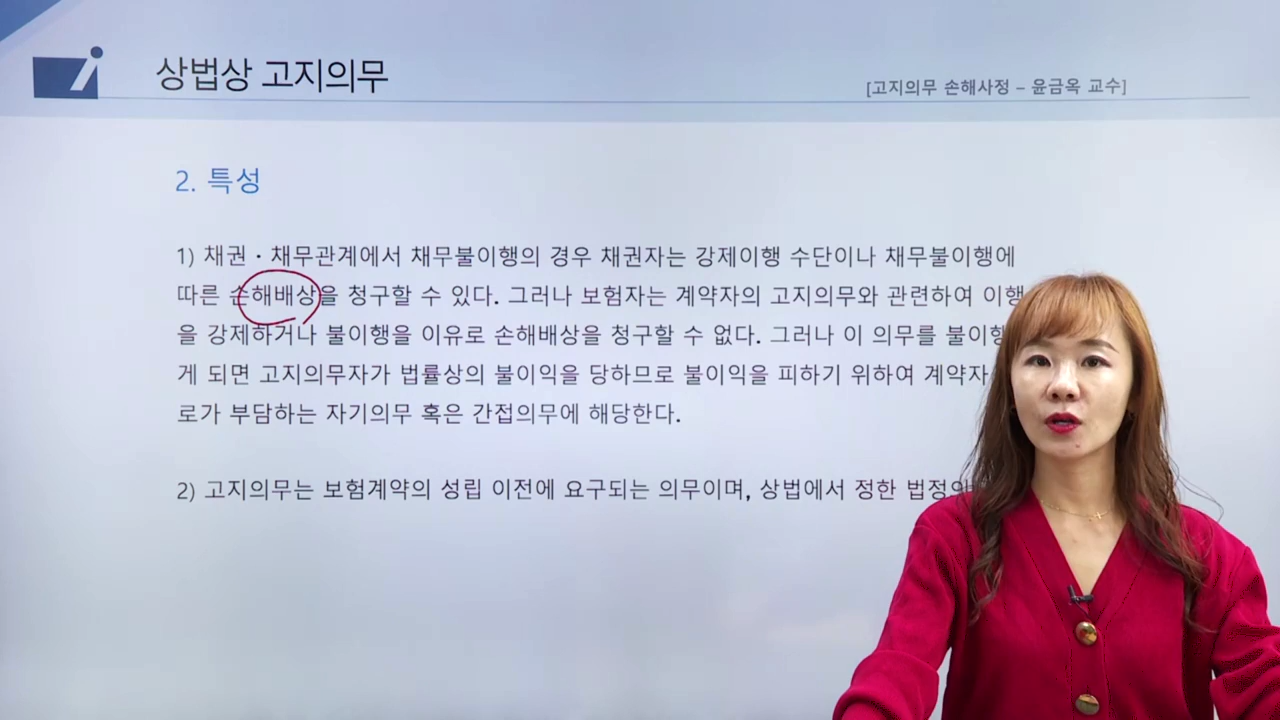 상법상 고지의무
[고지의무 손해사정 – 윤금옥 교수]
2. 특성
1) 채권·채무관계에서 채무불이행의 경우 채권자는 강제이행 수단이나 채무불이행에
따른 손해배상을 청구할 수 있다. 그러나 보험자는 계약자의 고지의무와 관련하여 이행
을 강제하거나 불이행을 이유로 손해배상을 청구할 수 없다. 그러나 이 의무를 불이행
게 되면 고지의무자가 법률상의 불이익을 당하므로 불이익을 피하기 위하여 계약자
로가 부담하는 자기의무 혹은 간접의무에 해당한다.
2) 고지의무는 보험계약의 성립 이전에 요구되는 의무이며, 상법에서 정한